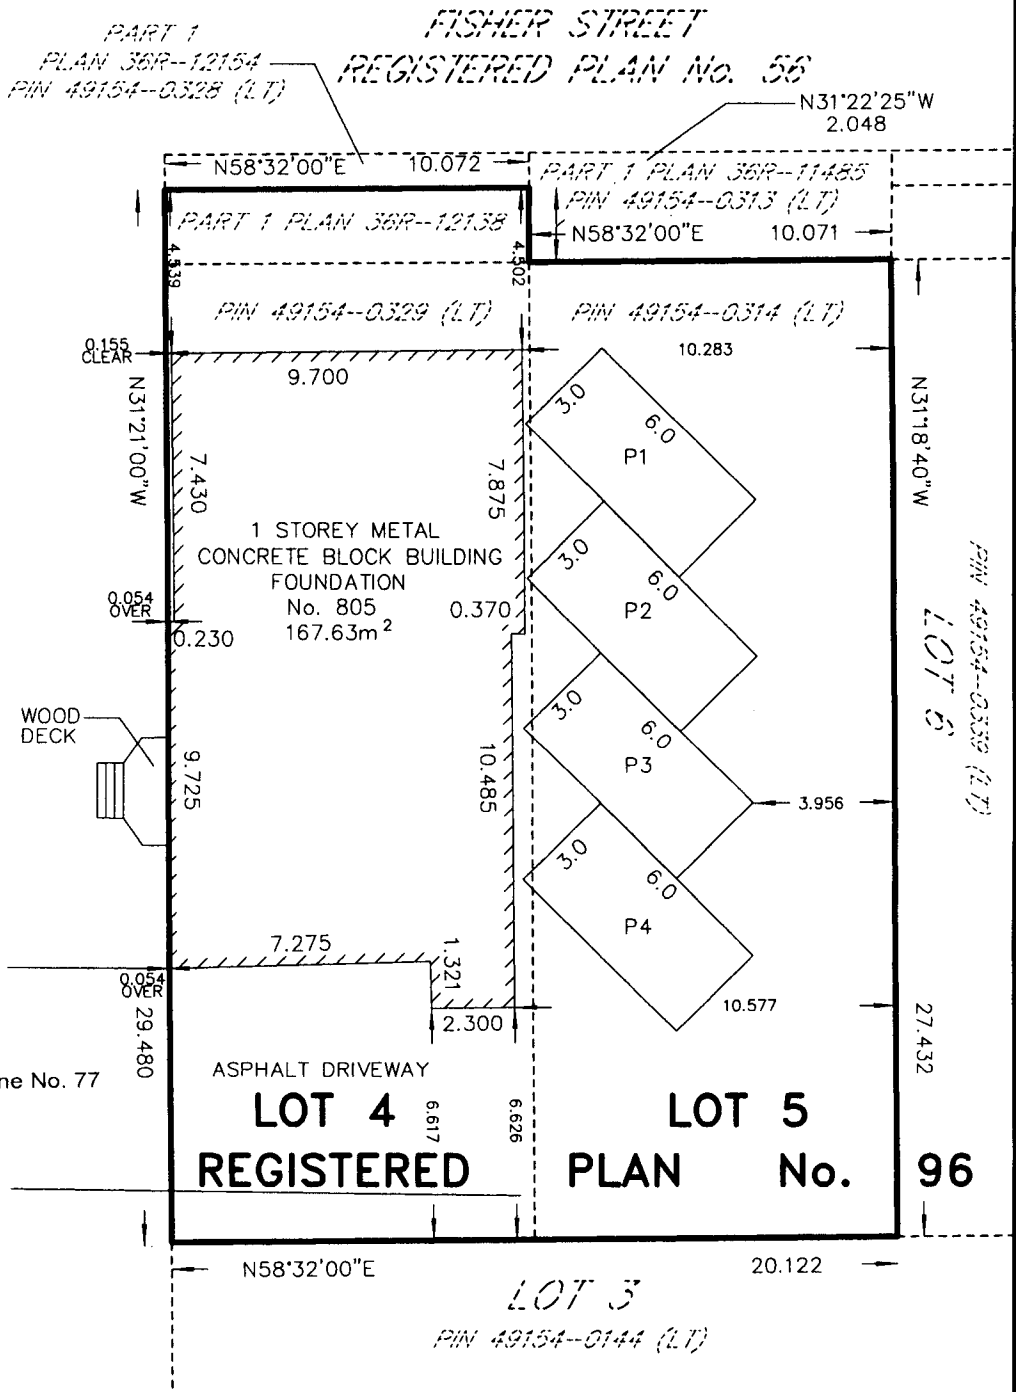 PART 1
PLAN 36R--12154
PIN 49154--0328 (LT)
FISHER STREET
REGISTERED PLAN No. 56
N31°22'25"W
2.048
N58°32'00"E 10.072
PART 1 PLAN 36R--11485
PIN 49154--0313 (LT)
PART 1 PLAN 36R--12138
N58°32'00"E 10.071
4.539
4.502
PIN 49154--0329 (LT)
PIN 49154--0314 (LT)
0.155
CLEAR
9.700
10.283
N31°21'00"W
7.430
7.875
3.0
6.0
P1
N31°18'40"W
1 STOREY METAL
CONCRETE BLOCK BUILDING
FOUNDATION
No. 805
167.63m²
0.054
OVER
0.230
0.370
3.0
6.0
P2
LOT 6
PIN 49154--0339 (LT)
WOOD
DECK
9.725
10.485
3.0
6.0
P3
3.956
3.0
6.0
P4
7.275
1.321
0.054
OVER
2.300
10.577
29.480
27.432
ne No. 77
ASPHALT DRIVEWAY
LOT 4
LOT 5
6.617
6.626
REGISTERED PLAN No. 96
N58°32'00"E
20.122
LOT 3
PIN 49154--0144 (LT)